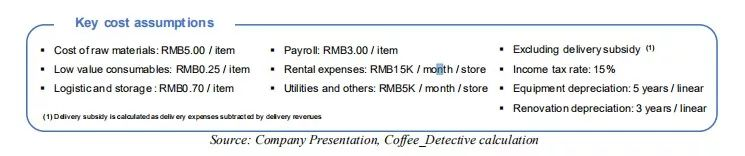 Key cost assumptions
▪ Cost of raw materials: RMB5.00 / item
▪ Low value consumables: RMB0.25 / item
▪ Logistic and storage : RMB0.70 / item
▪ Payroll: RMB3.00 / item
▪ Rental expenses: RMB15K / month / store
▪ Utilities and others: RMB5K / month / store
▪ Excluding delivery subsidy (1)
▪ Income tax rate: 15%
▪ Equipment depreciation: 5 years / linear
▪ Renovation depreciation: 3 years / linear
(1) Delivery subsidy is calculated as delivery expenses subtracted by delivery revenues
Source: Company Presentation, Coffee_Detective calculation